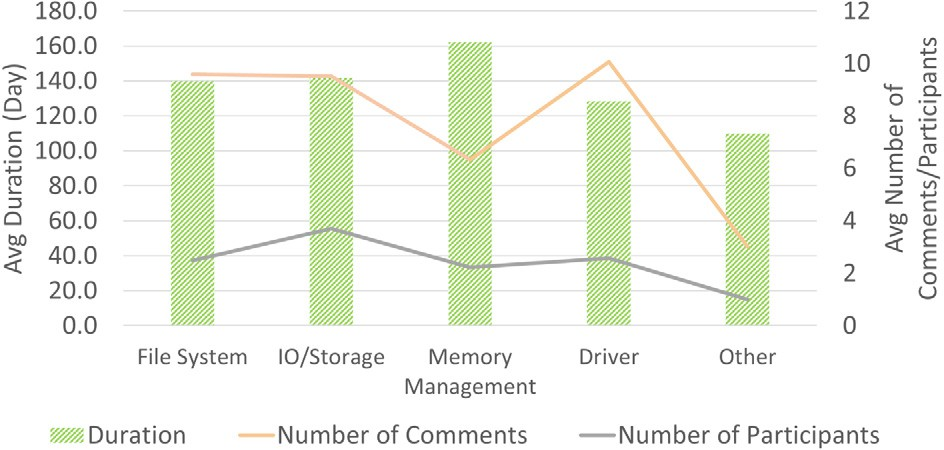 180.0
160.0
140.0
120.0
100.0
80.0
60.0
40.0
20.0
0.0
Avg Duration (Day)
12
10
8
6
4
2
0
Avg Number of
Comments/Participants
File System
IO/Storage
Memory
Management
Driver
Other
Duration
Number of Comments
Number of Participants